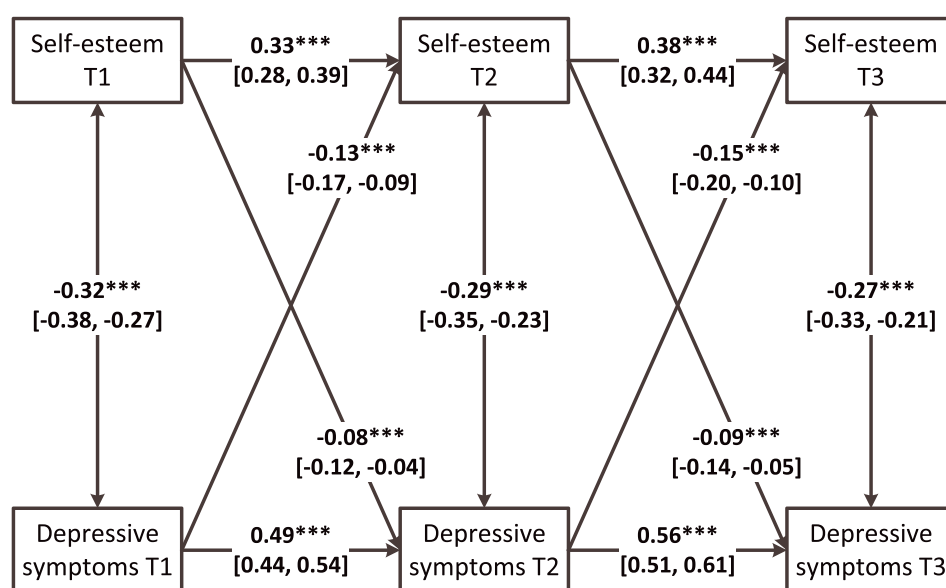 Self-esteem
T1
0.33***
[0.28, 0.39]
Self-esteem
T2
0.38***
[0.32, 0.44]
Self-esteem
T3
-0.13***
[-0.17, -0.09]
-0.15***
[-0.20, -0.10]
-0.32***
[-0.38, -0.27]
-0.29***
[-0.35, -0.23]
-0.27***
[-0.33, -0.21]
-0.08***
[-0.12, -0.04]
-0.09***
[-0.14, -0.05]
Depressive
symptoms T1
0.49***
[0.44, 0.54]
Depressive
symptoms T2
0.56***
[0.51, 0.61]
Depressive
symptoms T3